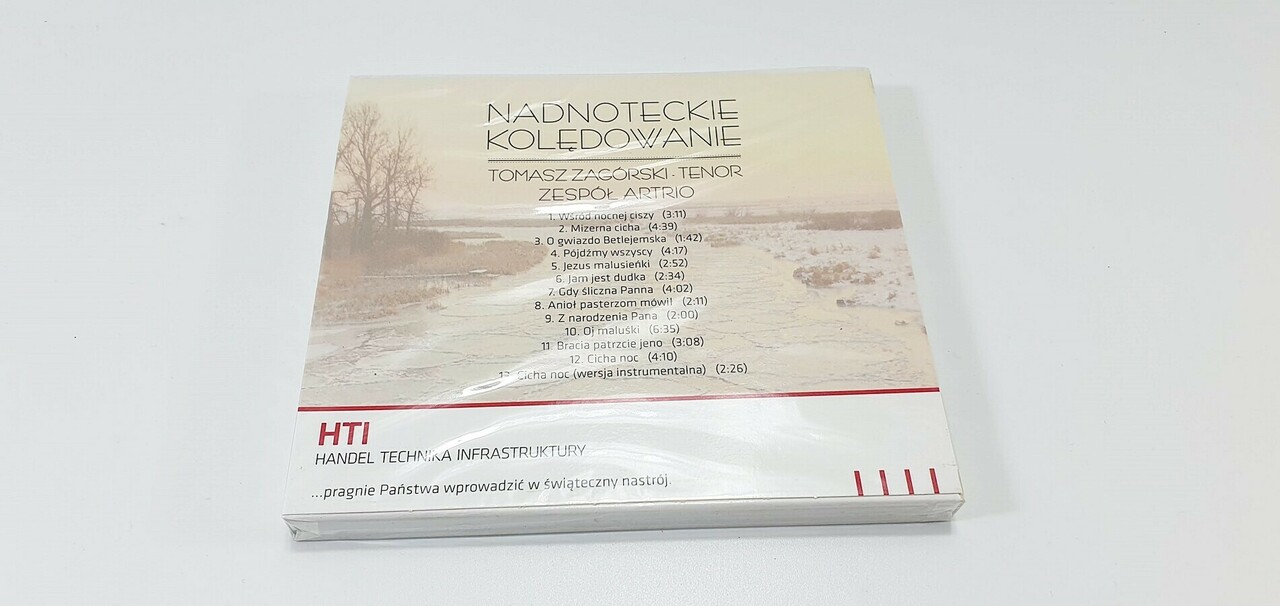 NADNOTECKIE
KOLĘDOWANIE
TOMASZ ZAGÓRSKI - TENOR
ZESPÓŁ ARTRIO
1. Wśród nocnej ciszy (3:11)
2. Mizerna cicha (4:39)
3. O gwiazdo Betlejemska (1:42)
4. Pójdźmy wszyscy (4:17)
5. Jezus malusieńki (2:52)
6. Jam jest dudka (2:34)
7. Gdy śliczna Panna (4:02)
8. Anioł pasterzom mówił (2:11)
9. Z narodzenia Pana (2:00)
10. Oj maluśki (6:35)
11. Bracia patrzcie jeno (3:08)
12. Cicha noc (4:10)
13. Cicha noc (wersja instrumentalna) (2:26)
HTI
HANDEL TECHNIKA INFRASTRUKTURY
...pragnie Państwa wprowadzić w świąteczny nastrój.